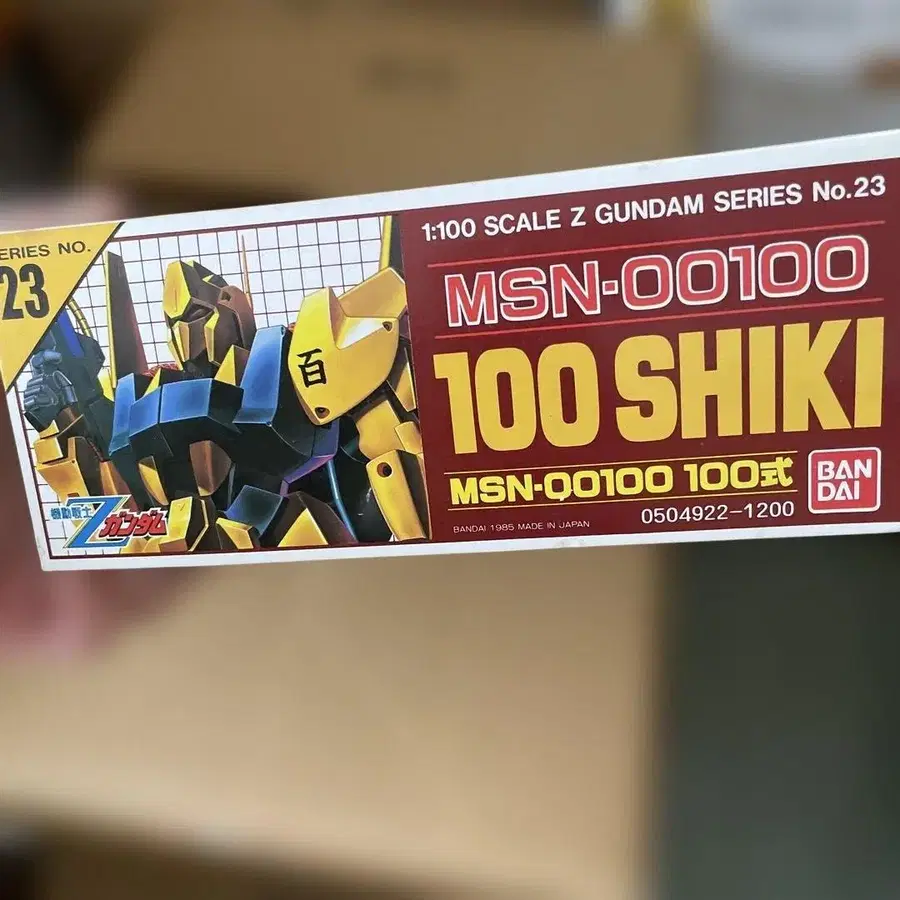 ERIES NO.
23
百
機動戦士
Z
ガンダム
1:100 SCALE Z GUNDAM SERIES No.23
MSN-00100
100 SHIKI
MSN-00100 100式
BAN
DAI
0504922-1200
BANDAI 1985 MADE IN JAPAN